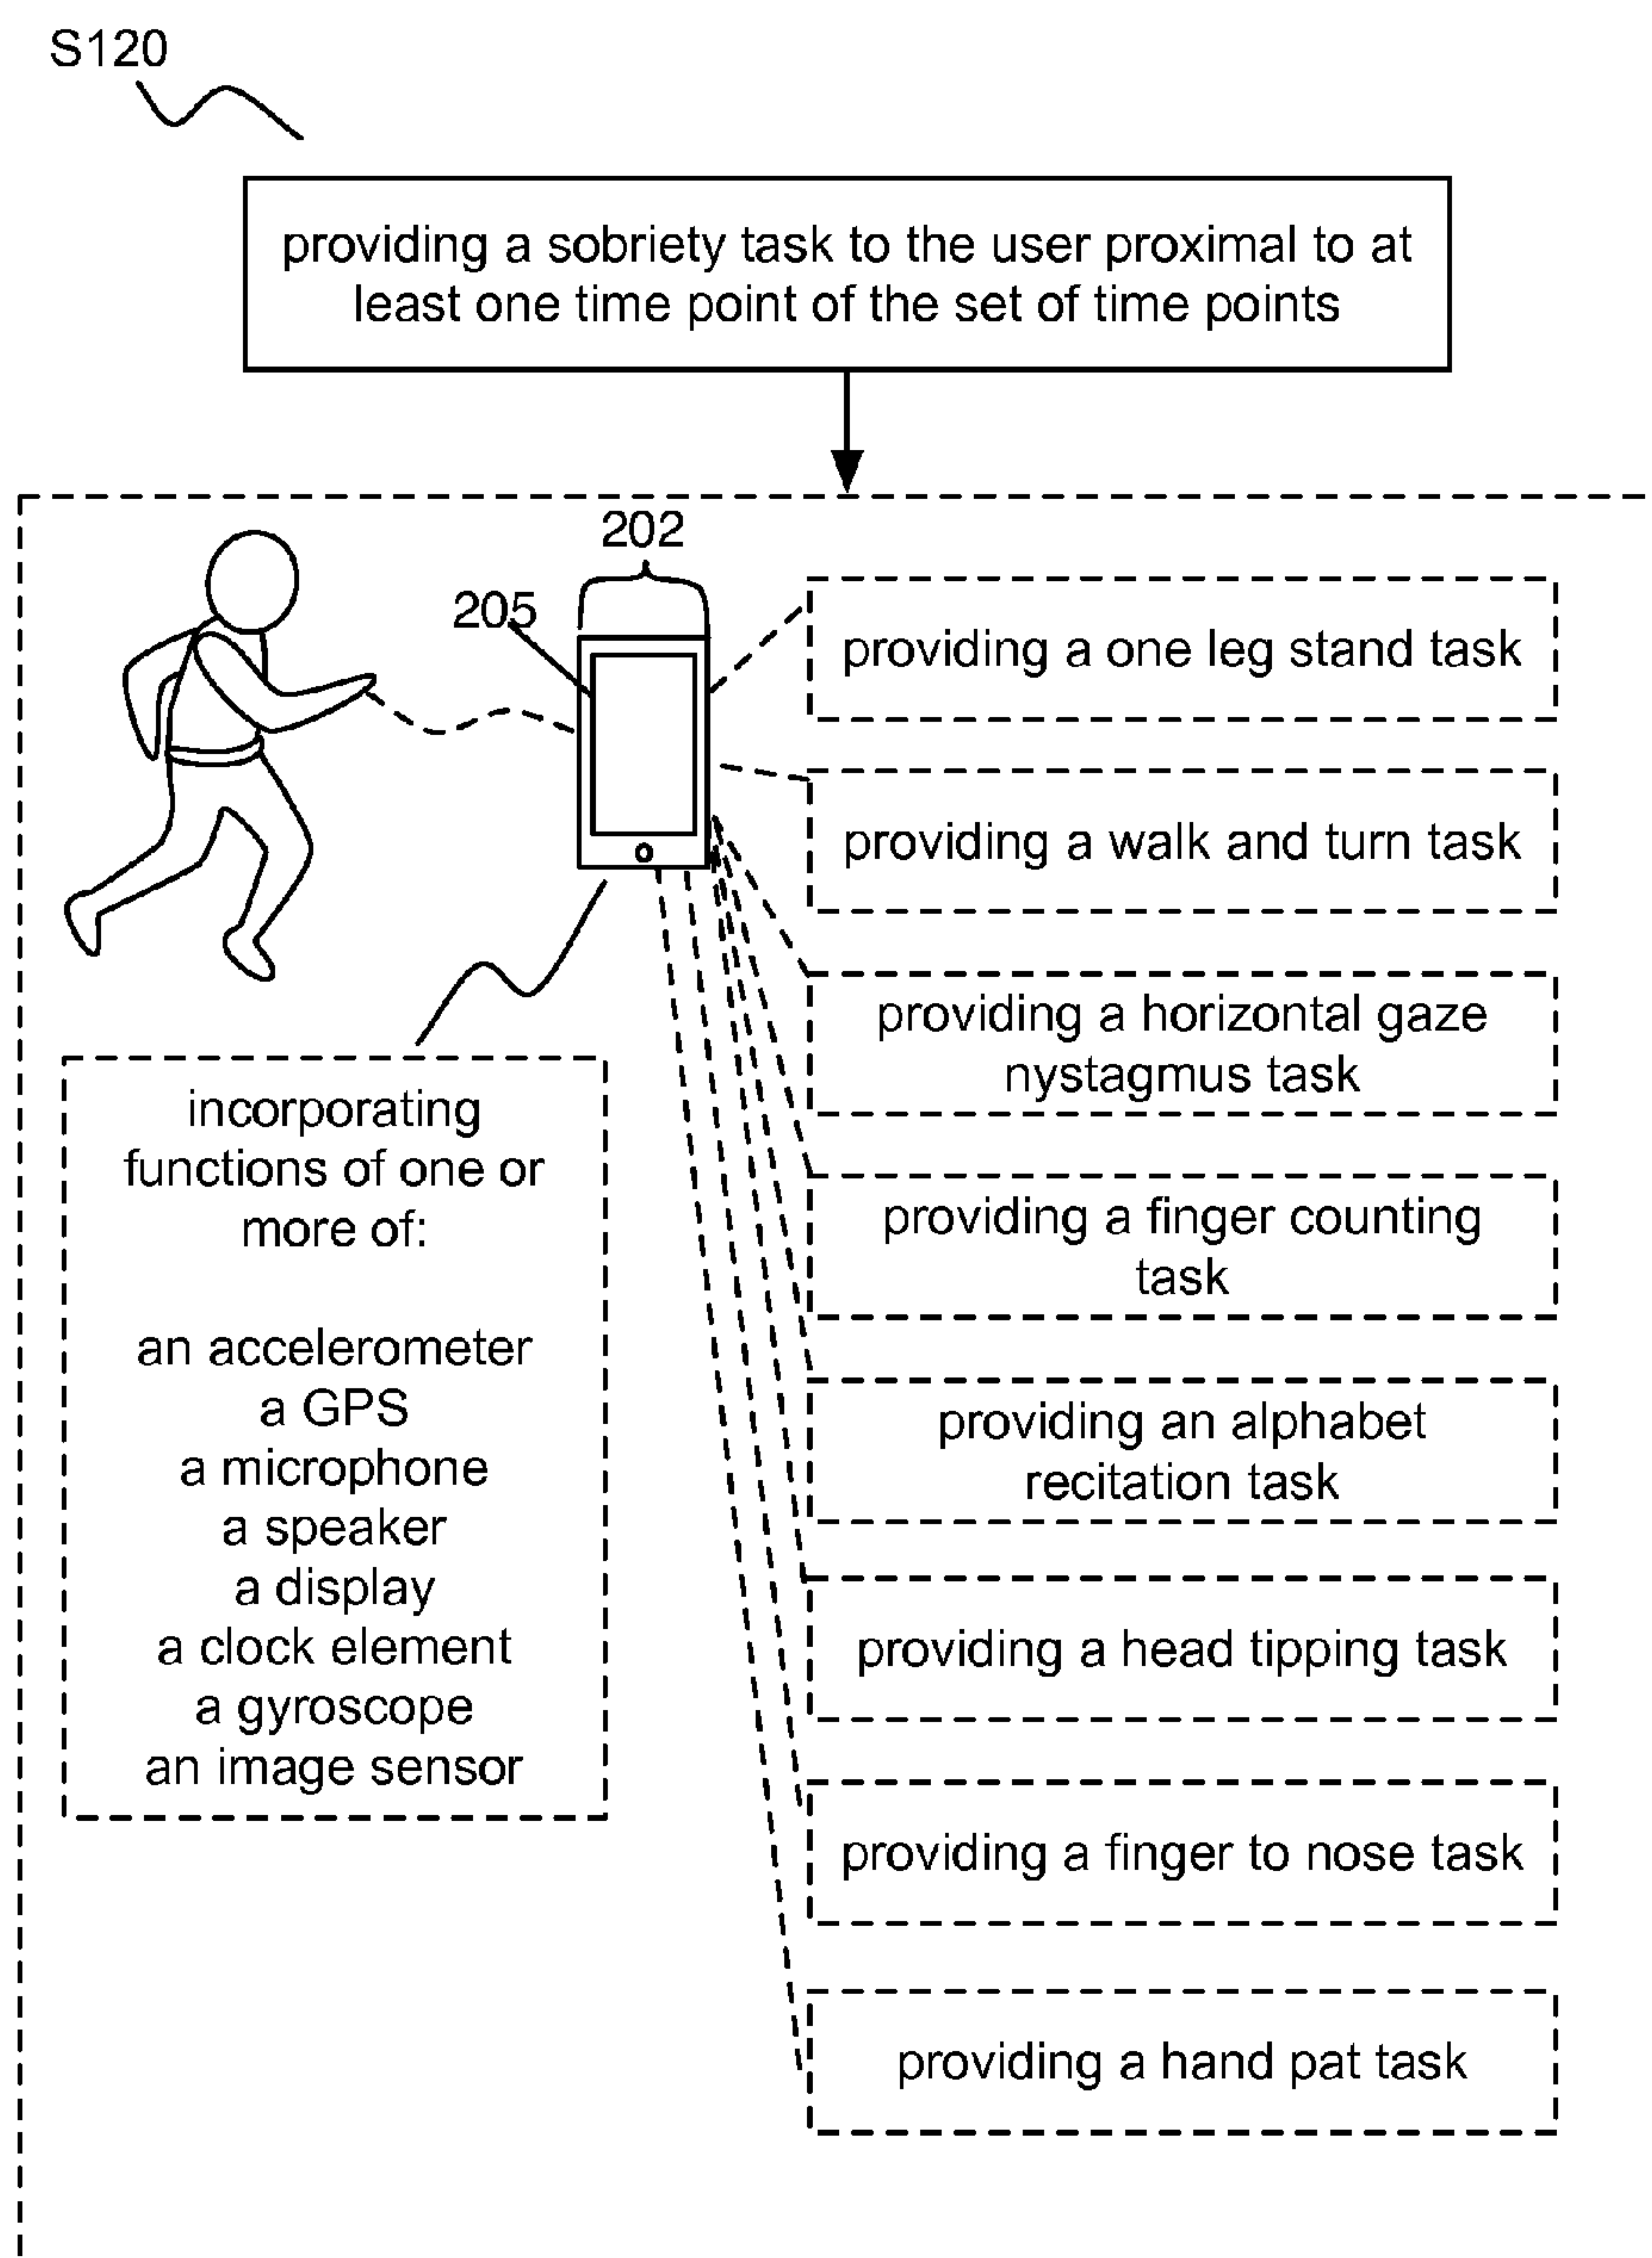 S120
providing a sobriety task to the user proximal to at
least one time point of the set of time points
202
205
providing a one leg stand task
providing a walk and turn task
providing a horizontal gaze
nystagmus task
providing a finger counting
task
providing an alphabet
recitation task
providing a head tipping task
providing a finger to nose task
providing a hand pat task
incorporating
functions of one or
more of:
an accelerometer
a GPS
a microphone
a speaker
a display
a clock element
a gyroscope
an image sensor